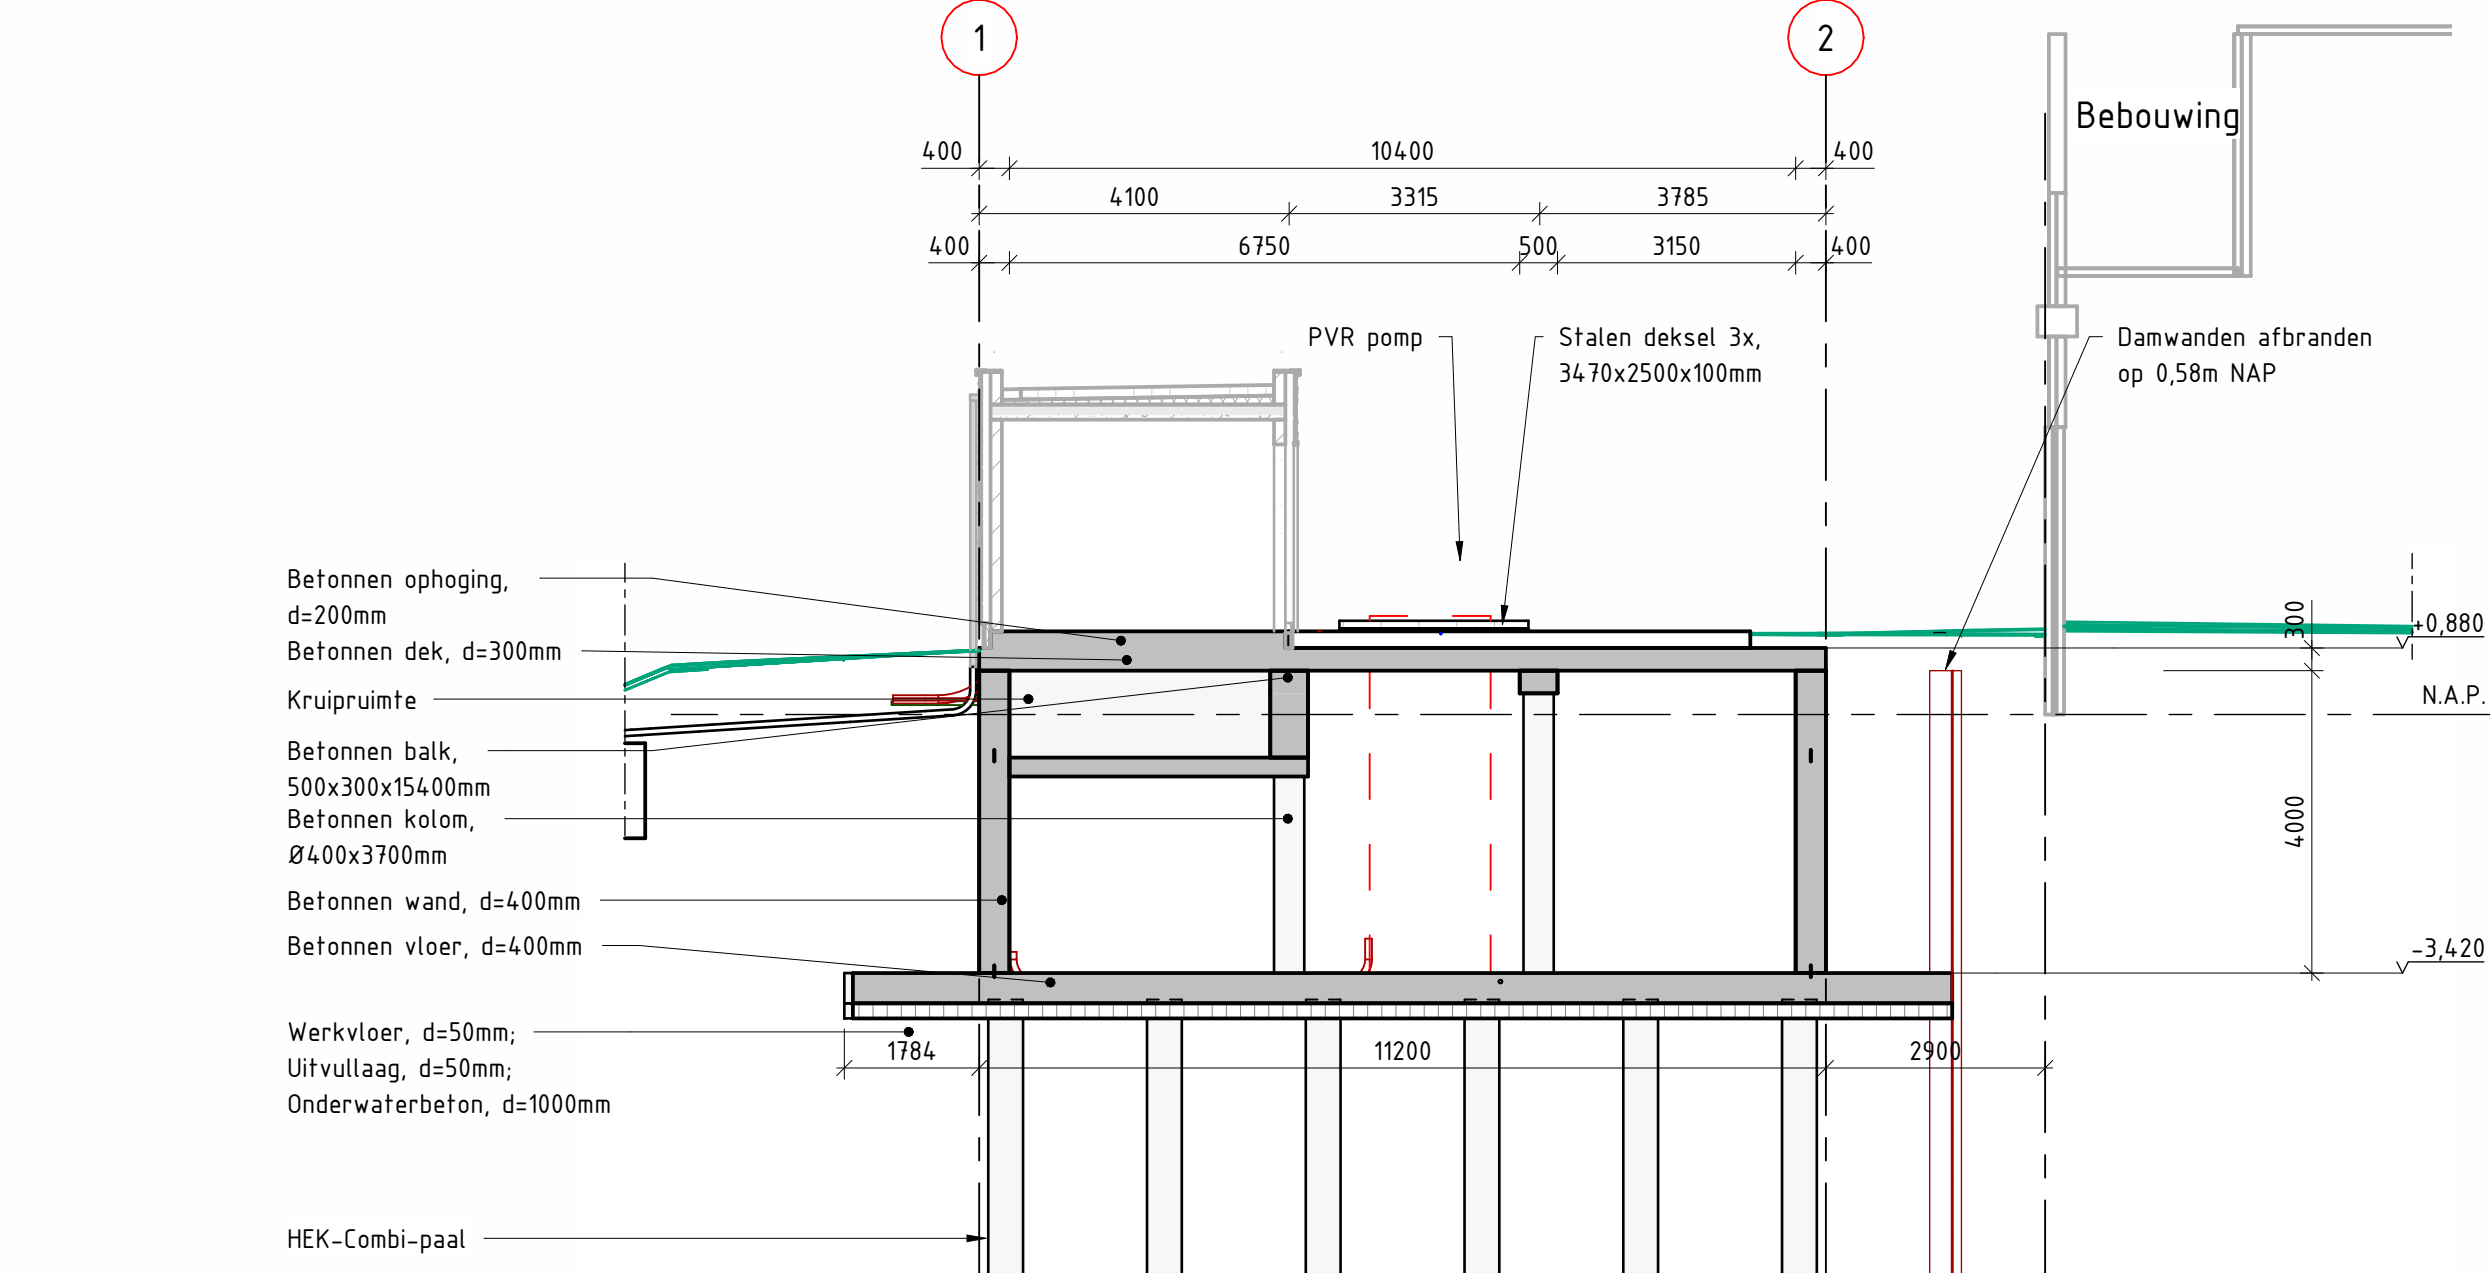 1
2
Bebouwing
400
10400
400
4100
3315
3785
400
6750
500
3150
400
PVR pomp
Stalen deksel 3x,
3470x2500x100mm
Damwanden afbranden
op 0,58m NAP
Betonnen ophoging,
d=200mm
Betonnen dek, d=300mm
Kruipruimte
Betonnen balk,
500x300x15400mm
Betonnen kolom,
Ø400x3700mm
Betonnen wand, d=400mm
Betonnen vloer, d=400mm
Werkvloer, d=50mm;
Uitvullaag, d=50mm;
Onderwaterbeton, d=1000mm
HEK-Combi-paal
300
+0,880
N.A.P.
4000
-3,420
1784
11200
2900